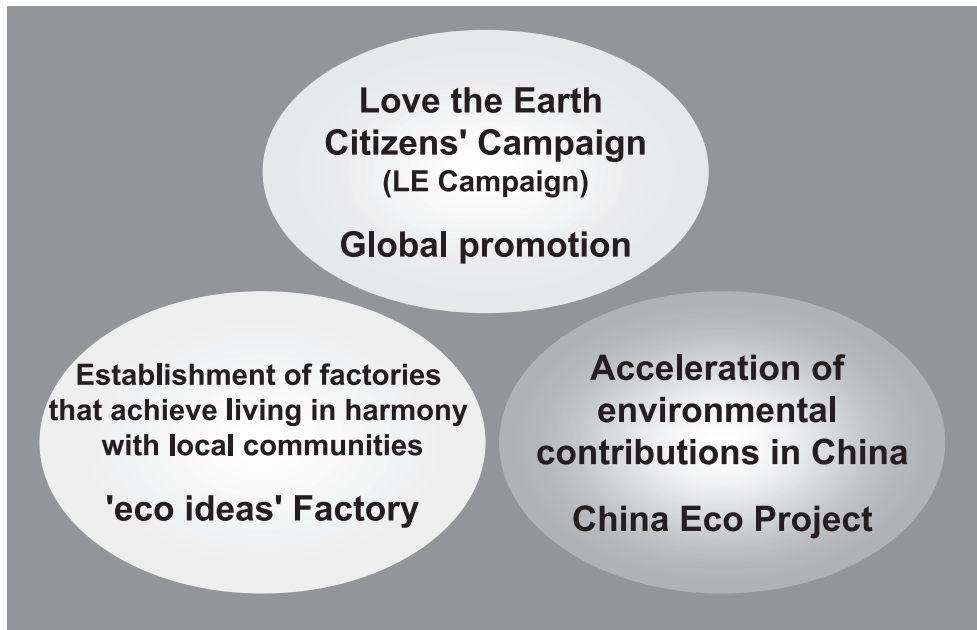 Love the Earth
Citizens' Campaign
(LE Campaign)
Global promotion
Establishment of factories
that achieve living in harmony
with local communities
'eco ideas' Factory
Acceleration of
environmental
contributions in China
China Eco Project